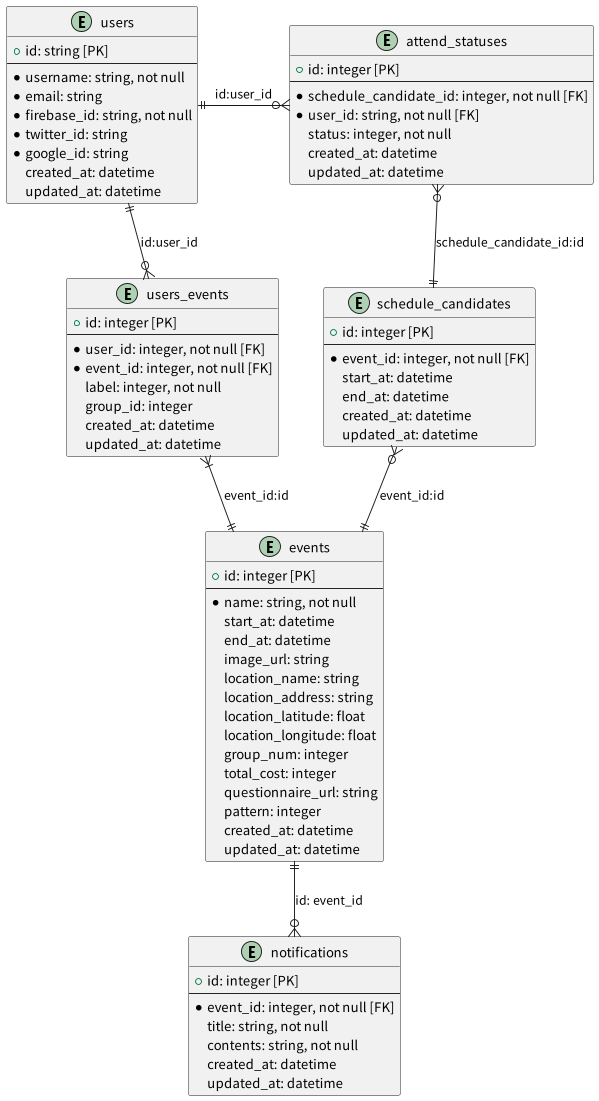 E users
id: string [PK]
username: string, not null
email: string
firebase_id: string, not null
twitter_id: string
google_id: string
created_at: datetime
updated_at: datetime
id:user_id
E attend_statuses
id: integer [PK]
schedule_candidate_id: integer, not null [FK]
user_id: string, not null [FK]
status: integer, not null
created_at: datetime
updated_at: datetime
id:user_id
schedule_candidate_id:id
E users_events
id: integer [PK]
user_id: integer, not null [FK]
event_id: integer, not null [FK]
label: integer, not null
group_id: integer
created_at: datetime
updated_at: datetime
E schedule_candidates
id: integer [PK]
event_id: integer, not null [FK]
start_at: datetime
end_at: datetime
created_at: datetime
updated_at: datetime
event_id:id
event_id:id
E events
id: integer [PK]
name: string, not null
start_at: datetime
end_at: datetime
image_url: string
location_name: string
location_address: string
location_latitude: float
location_longitude: float
group_num: integer
total_cost: integer
questionnaire_url: string
pattern: integer
created_at: datetime
updated_at: datetime
id: event_id
E notifications
id: integer [PK]
event_id: integer, not null [FK]
title: string, not null
contents: string, not null
created_at: datetime
updated_at: datetime